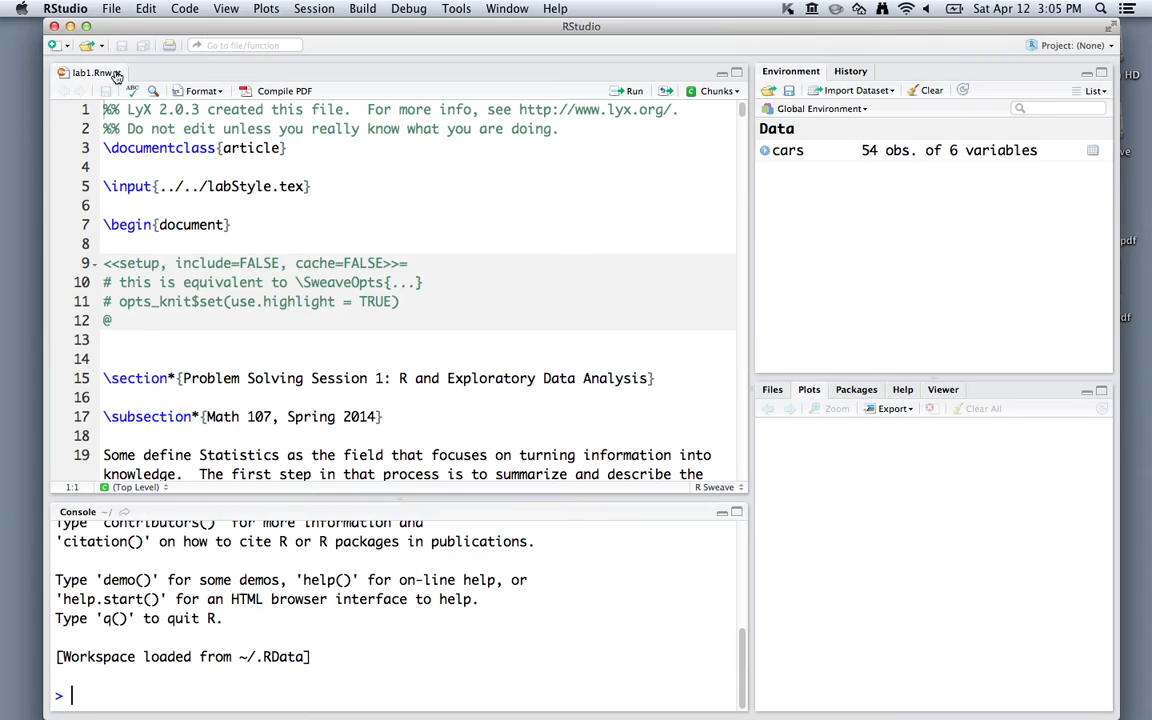 RStudio File Edit Code View Plots Session Build Debug Tools Window Help Sat Apr 12 3:05 PM
RStudio
Go to file/function
Project: (None)
lab1.Rnw
Format
Compile PDF
Run
Chunks
1 %% LyX 2.0.3 created this file.  For more info, see http://www.lyx.org/.
2 %% Do not edit unless you really know what you are doing.
3 \documentclass{article}
4
5 \input{../../labStyle.tex}
6
7 \begin{document}
8
9 <<setup, include=FALSE, cache=FALSE>>=
10 # this is equivalent to \SweaveOpts{...}
11 # opts_knit$set(use.highlight = TRUE)
12 @
13
14
15 \section*{Problem Solving Session 1: R and Exploratory Data Analysis}
16
17 \subsection*{Math 107, Spring 2014}
18
19 Some define Statistics as the field that focuses on turning information into
knowledge.  The first step in that process is to summarize and describe the
1:1 (Top Level) R Sweave
Console ~/
Type 'contributors()' for more information and
'citation()' on how to cite R or R packages in publications.
Type 'demo()' for some demos, 'help()' for on-line help, or
'help.start()' for an HTML browser interface to help.
Type 'q()' to quit R.
[Workspace loaded from ~/.RData]
>
Environment History
Import Dataset Clear List
Global Environment
Data
cars 54 obs. of 6 variables
Files Plots Packages Help Viewer
Zoom Export Clear All
HD
ve
pdf
df